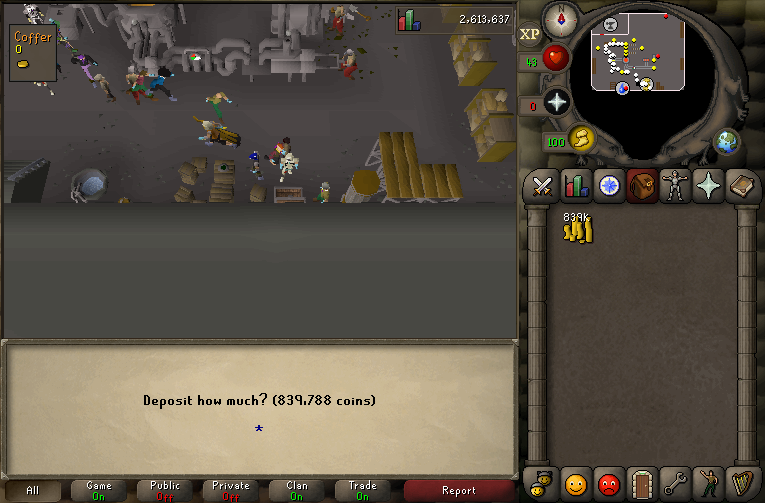 Coffer
0
2,613,637
XP
43
0
100
839K
Deposit how much? (839,788 coins)
*
All
Game
On
Public
Off
Private
Off
Clan
On
Trade
On
Report